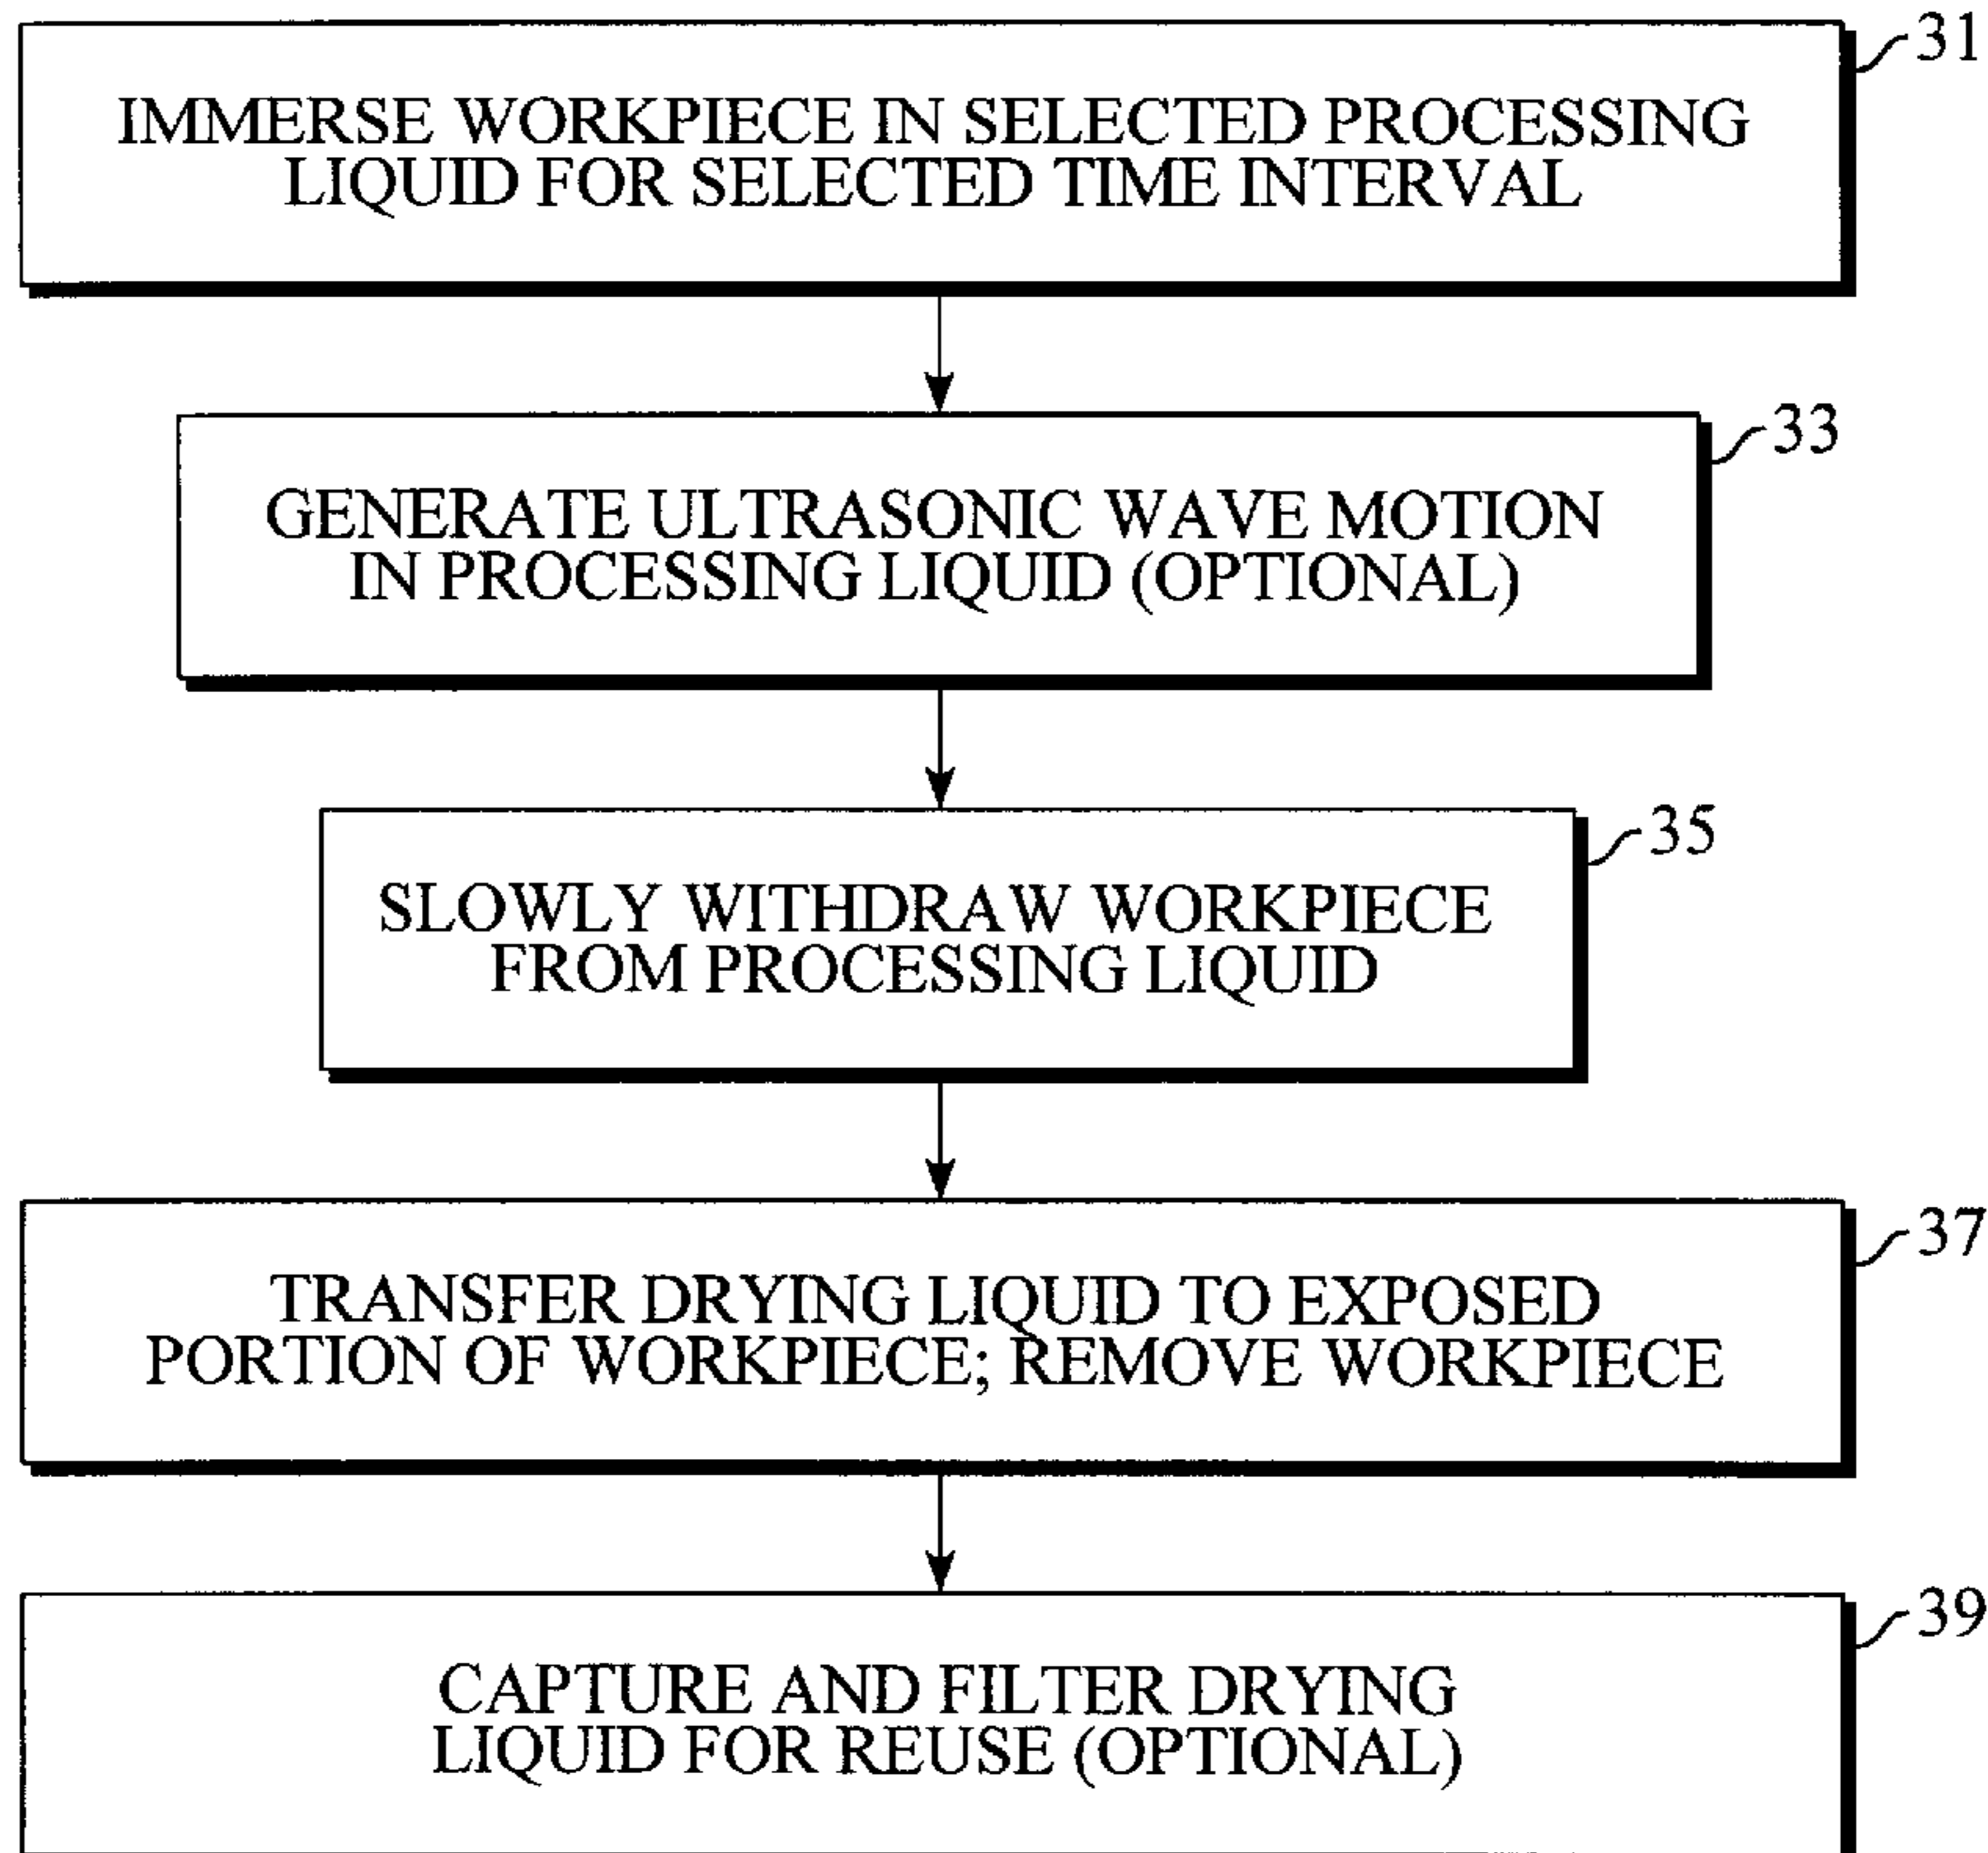 31
IMMERSE WORKPIECE IN SELECTED PROCESSING
LIQUID FOR SELECTED TIME INTERVAL
33
GENERATE ULTRASONIC WAVE MOTION
IN PROCESSING LIQUID (OPTIONAL)
35
SLOWLY WITHDRAW WORKPIECE
FROM PROCESSING LIQUID
37
TRANSFER DRYING LIQUID TO EXPOSED
PORTION OF WORKPIECE; REMOVE WORKPIECE
39
CAPTURE AND FILTER DRYING
LIQUID FOR REUSE (OPTIONAL)